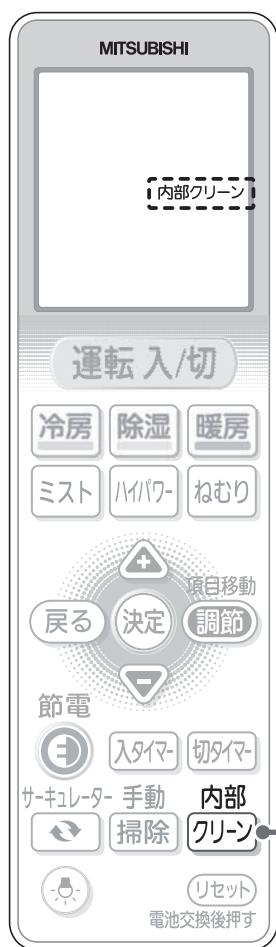 MITSUBISHI
内部クリーン
運転 入/切
冷房 除湿 暖房
ミスト ハイパワー ねむり
項目移動
戻る 決定 調節
節電
入タイマー 切タイマー
サーキュレーター 手動 内部
掃除 クリーン
リセット
電池交換後押す